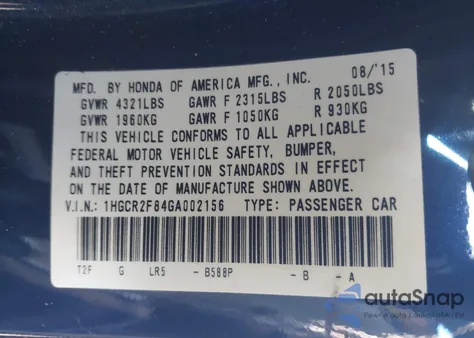 MFD. BY HONDA OF AMERICA MFG., INC. 08/'15
GVWR 4321LBS GAWR F 2315LBS R 2050LBS
GVWR 1960KG GAWR F 1050KG R 930KG
THIS VEHICLE CONFORMS TO ALL APPLICABLE
FEDERAL MOTOR VEHICLE SAFETY, BUMPER,
AND THEFT PREVENTION STANDARDS IN EFFECT
ON THE DATE OF MANUFACTURE SHOWN ABOVE.
V.I.N.: 1HGCR2F84GA002156 TYPE: PASSENGER CAR
T2F G LR5 - B588P - B - A
autoSnap